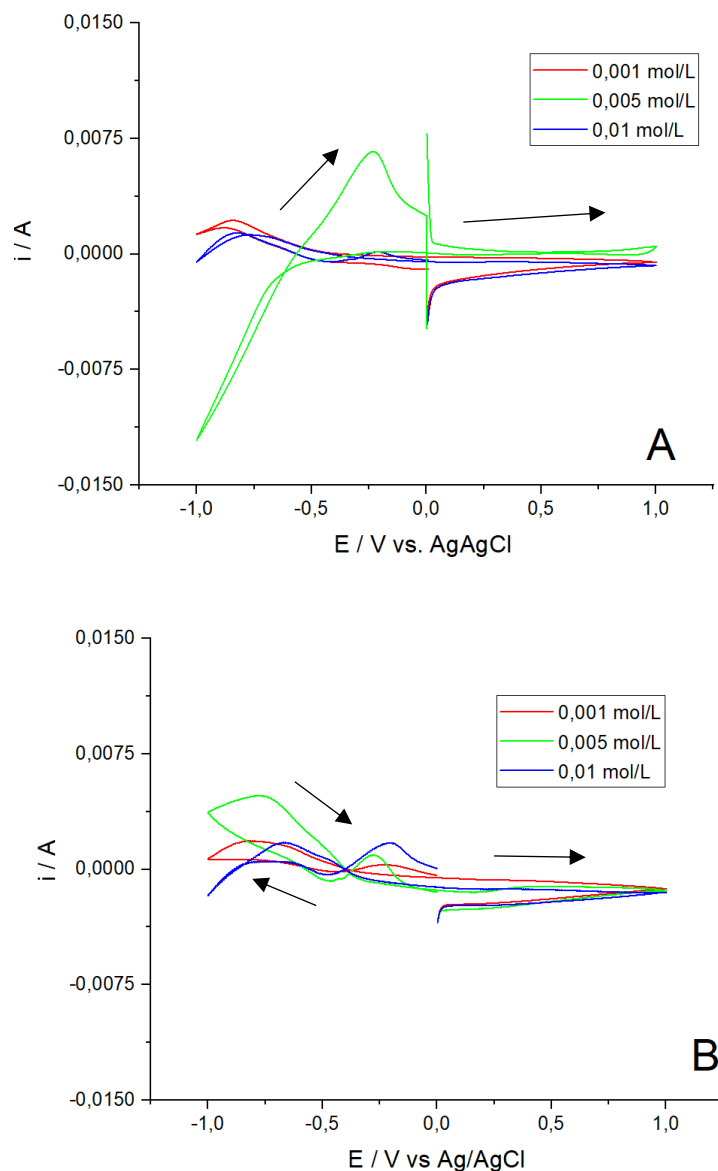 0,0150
0,0075
0,0000
-0,0075
-0,0150
i / A
0,001 mol/L
0,005 mol/L
0,01 mol/L
A
-1,0 -0,5 0,0 0,5 1,0
E / V vs. AgAgCl
0,0150
0,0075
0,0000
-0,0075
-0,0150
i / A
0,001 mol/L
0,005 mol/L
0,01 mol/L
B
-1,0 -0,5 0,0 0,5 1,0
E / V vs Ag/AgCl